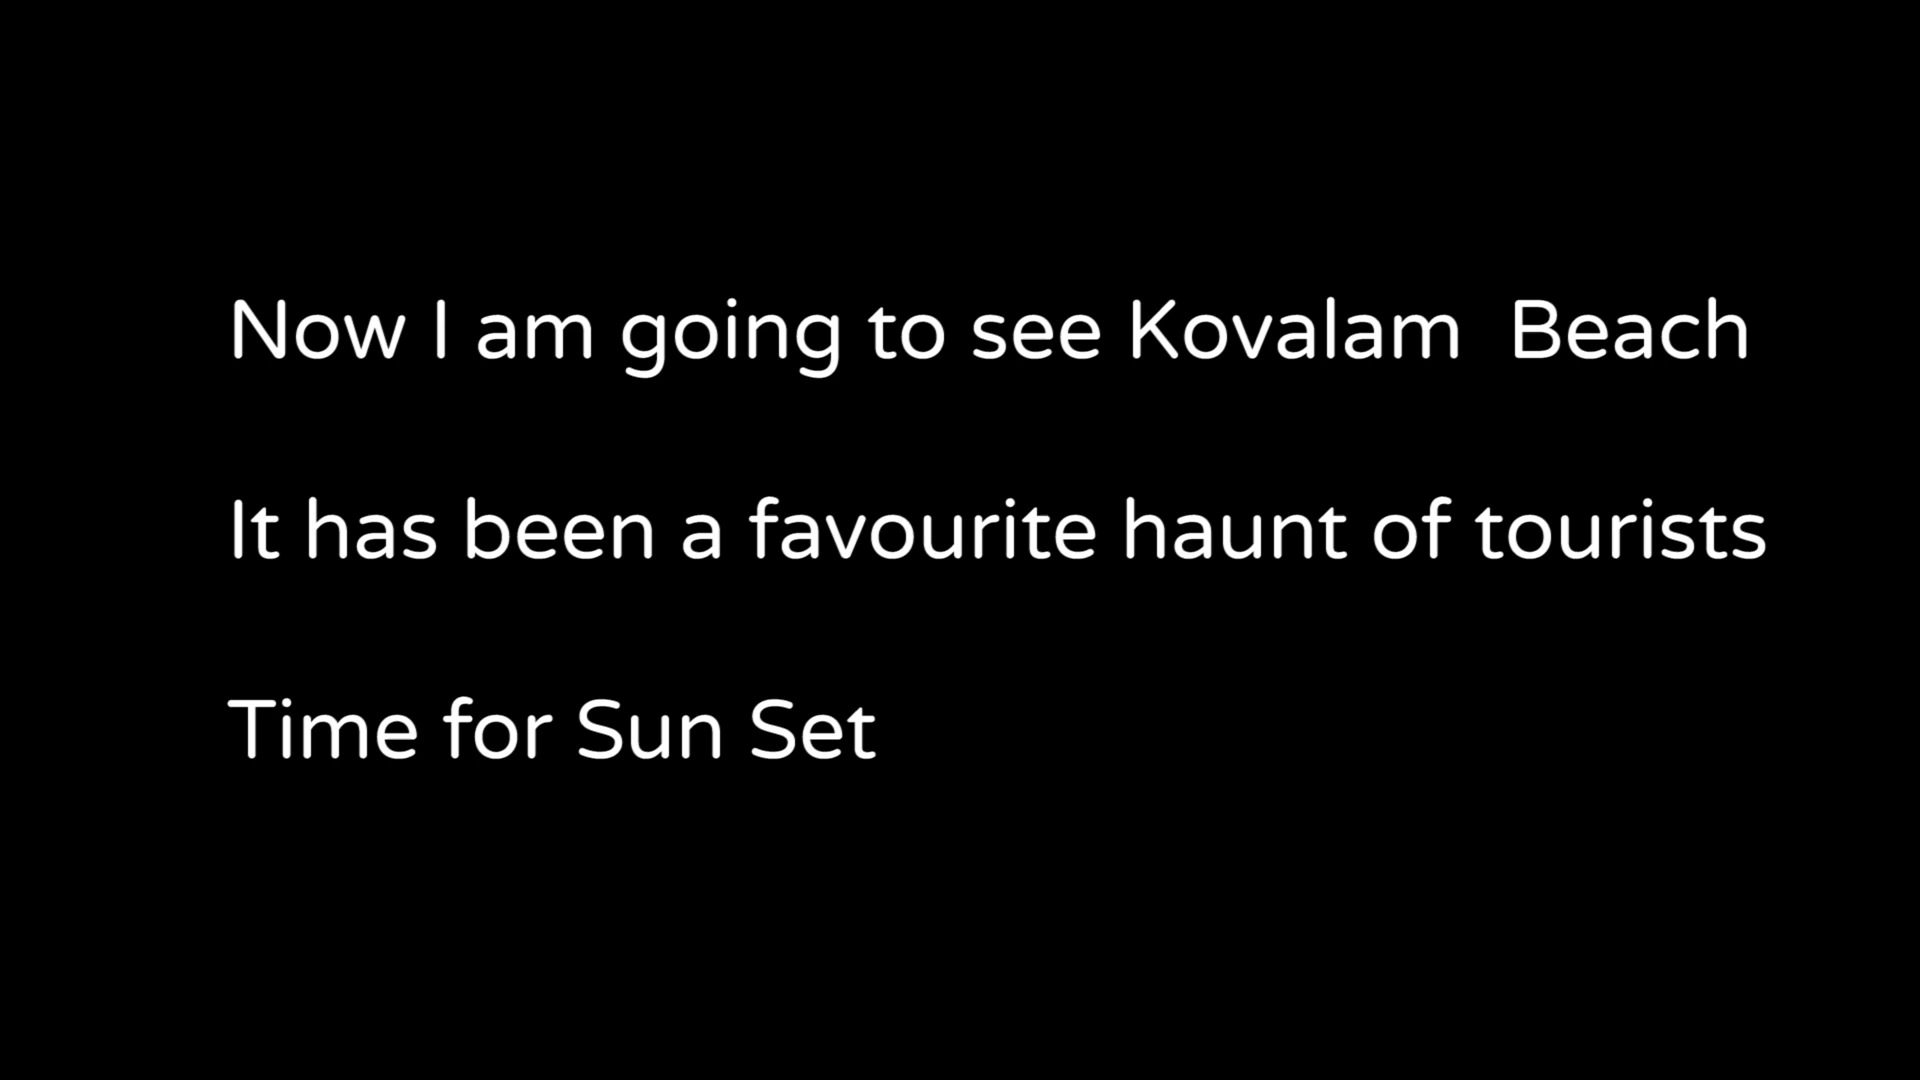 Now I am going to see Kovalam  Beach
It has been a favourite haunt of tourists
Time for Sun Set